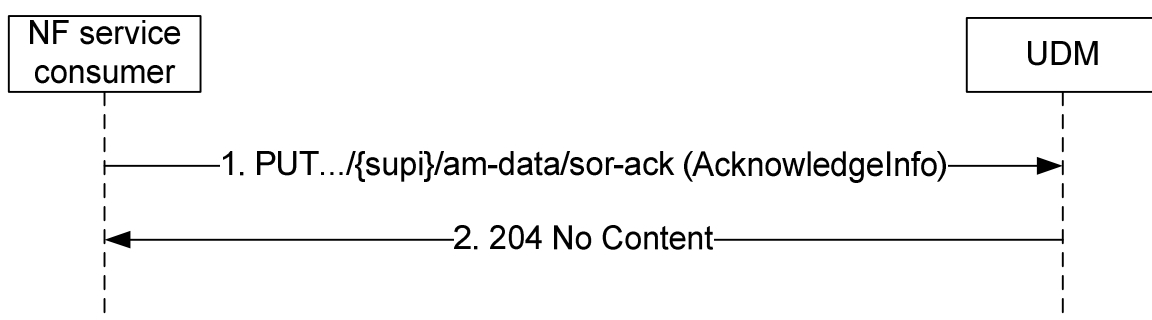 NF service
consumer
UDM
1. PUT.../{supi}/am-data/sor-ack (AcknowledgeInfo)
2. 204 No Content